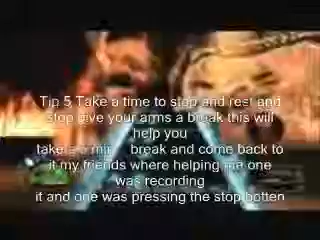 Tip 5 Take a time to stop and rest and
stop give your arms a break this will
help you
take a break and come back to
it my friends where helping me one
was recording
it and one was pressing the stop botten